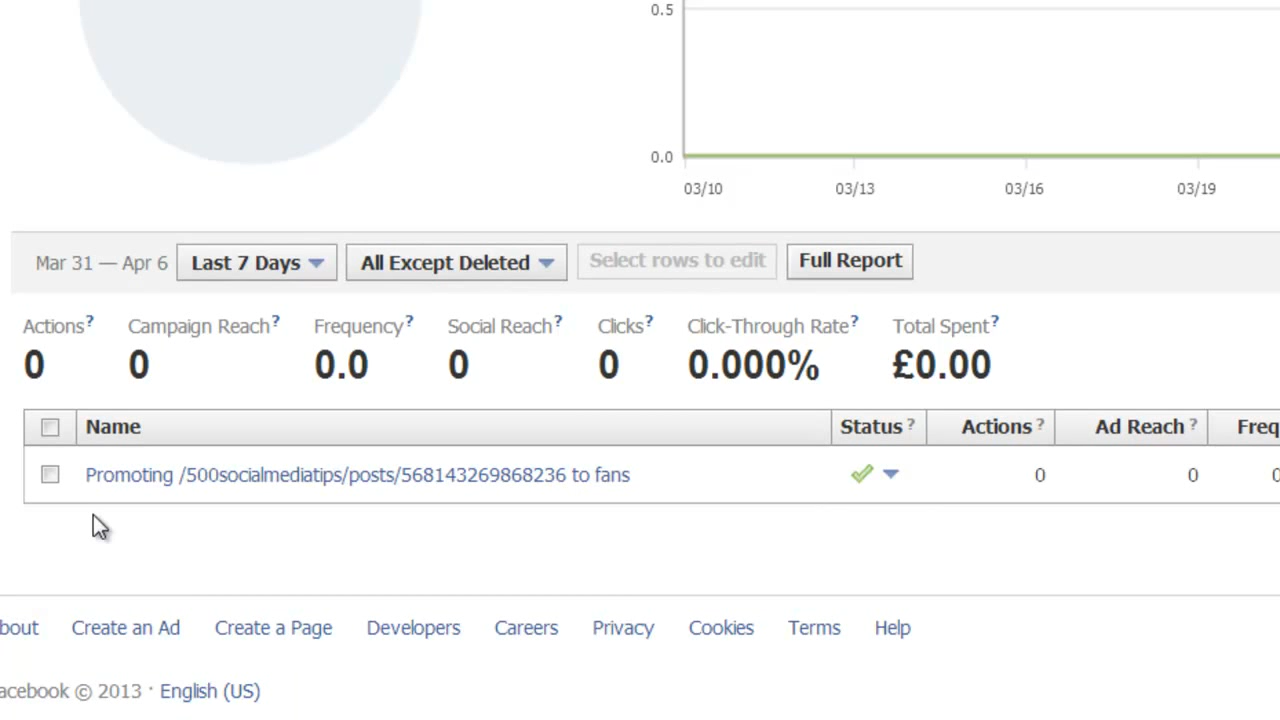 0.5
0.0
03/10 03/13 03/16 03/19
Mar 31 — Apr 6 Last 7 Days All Except Deleted Select rows to edit Full Report
Actions? Campaign Reach? Frequency? Social Reach? Clicks? Click-Through Rate? Total Spent?
0 0 0.0 0 0 0.000% £0.00
Name Status ? Actions ? Ad Reach ? Freq
Promoting /500socialmediatips/posts/568143269868236 to fans 0 0 0
bout Create an Ad Create a Page Developers Careers Privacy Cookies Terms Help
acebook © 2013 · English (US)